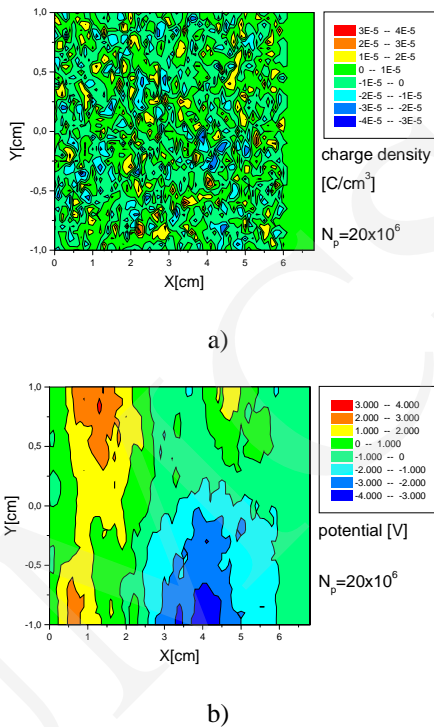 1,0
0,5
0,0
-0,5
-1,0
Y[cm]
0 1 2 3 4 5 6
X[cm]
3E-5 -- 4E-5
2E-5 -- 3E-5
1E-5 -- 2E-5
0 -- 1E-5
-1E-5 -- 0
-2E-5 -- -1E-5
-3E-5 -- -2E-5
-4E-5 -- -3E-5
charge density
[C/cm³]
Nₚ=20x10⁶
a)
1,0
0,5
0,0
-0,5
-1,0
Y[cm]
0 1 2 3 4 5 6
X[cm]
3.000 -- 4.000
2.000 -- 3.000
1.000 -- 2.000
0 -- 1.000
-1.000 -- 0
-2.000 -- -1.000
-3.000 -- -2.000
-4.000 -- -3.000
potential [V]
Nₚ=20x10⁶
b)